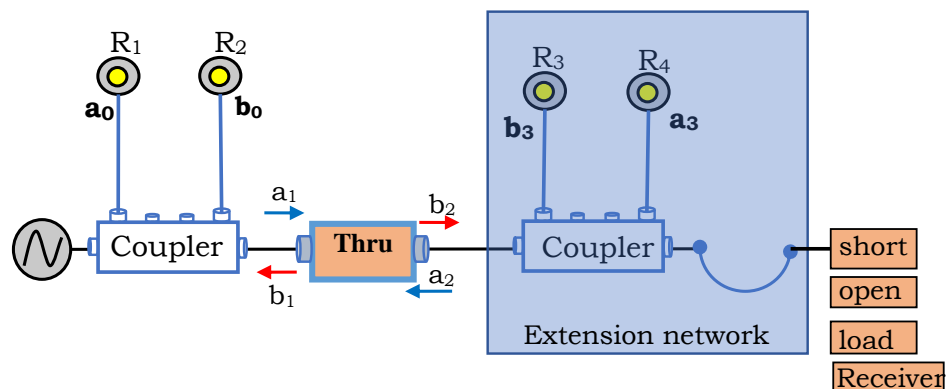 R₁
R₂
R₃
R₄
a₀
b₀
b₃
a₃
a₁
b₂
Coupler
Thru
Coupler
short
b₁
a₂
open
Extension network
load
Receiver